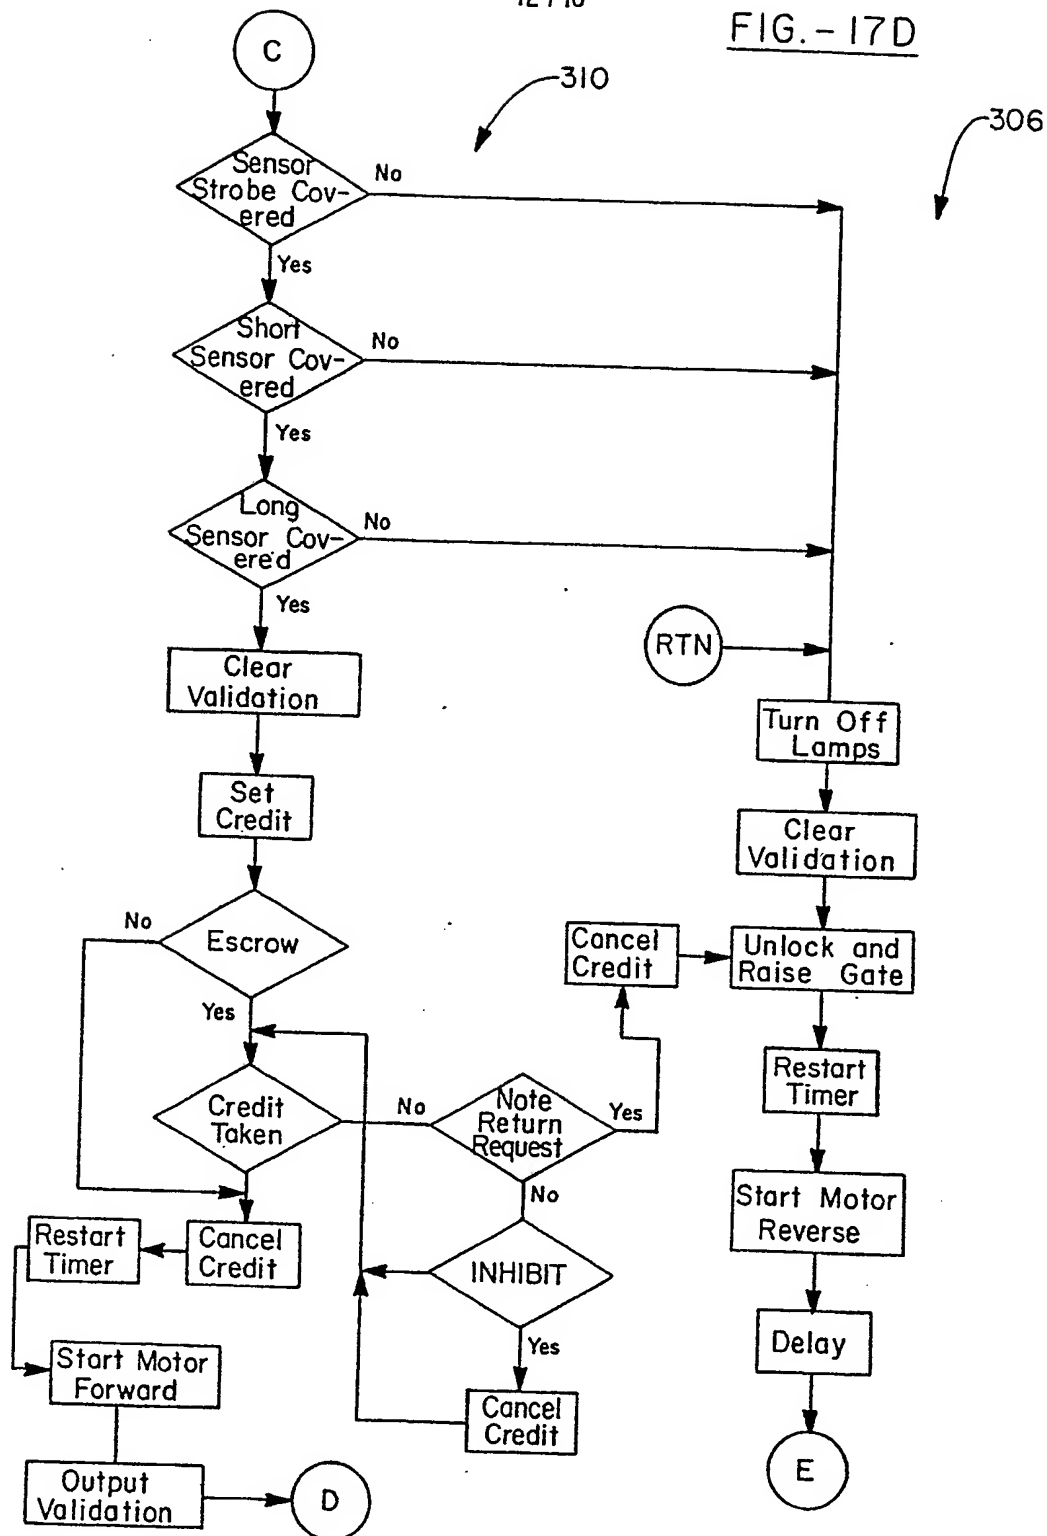 FIG.-17D
C
310
306
Sensor
Strobe Cov-
ered
No
Yes
Short
Sensor Cov-
ered
No
Yes
Long
Sensor Cov-
ered
No
Yes
RTN
Clear
Validation
Turn Off
Lamps
Set
Credit
Clear
Validation
No
Escrow
Yes
Cancel
Credit
Unlock and
Raise Gate
Credit
Taken
No
Note
Return
Request
Yes
No
Restart
Timer
Restart
Timer
Cancel
Credit
INHIBIT
Yes
Start Motor
Reverse
Start Motor
Forward
Cancel
Credit
Delay
Output
Validation
D
E